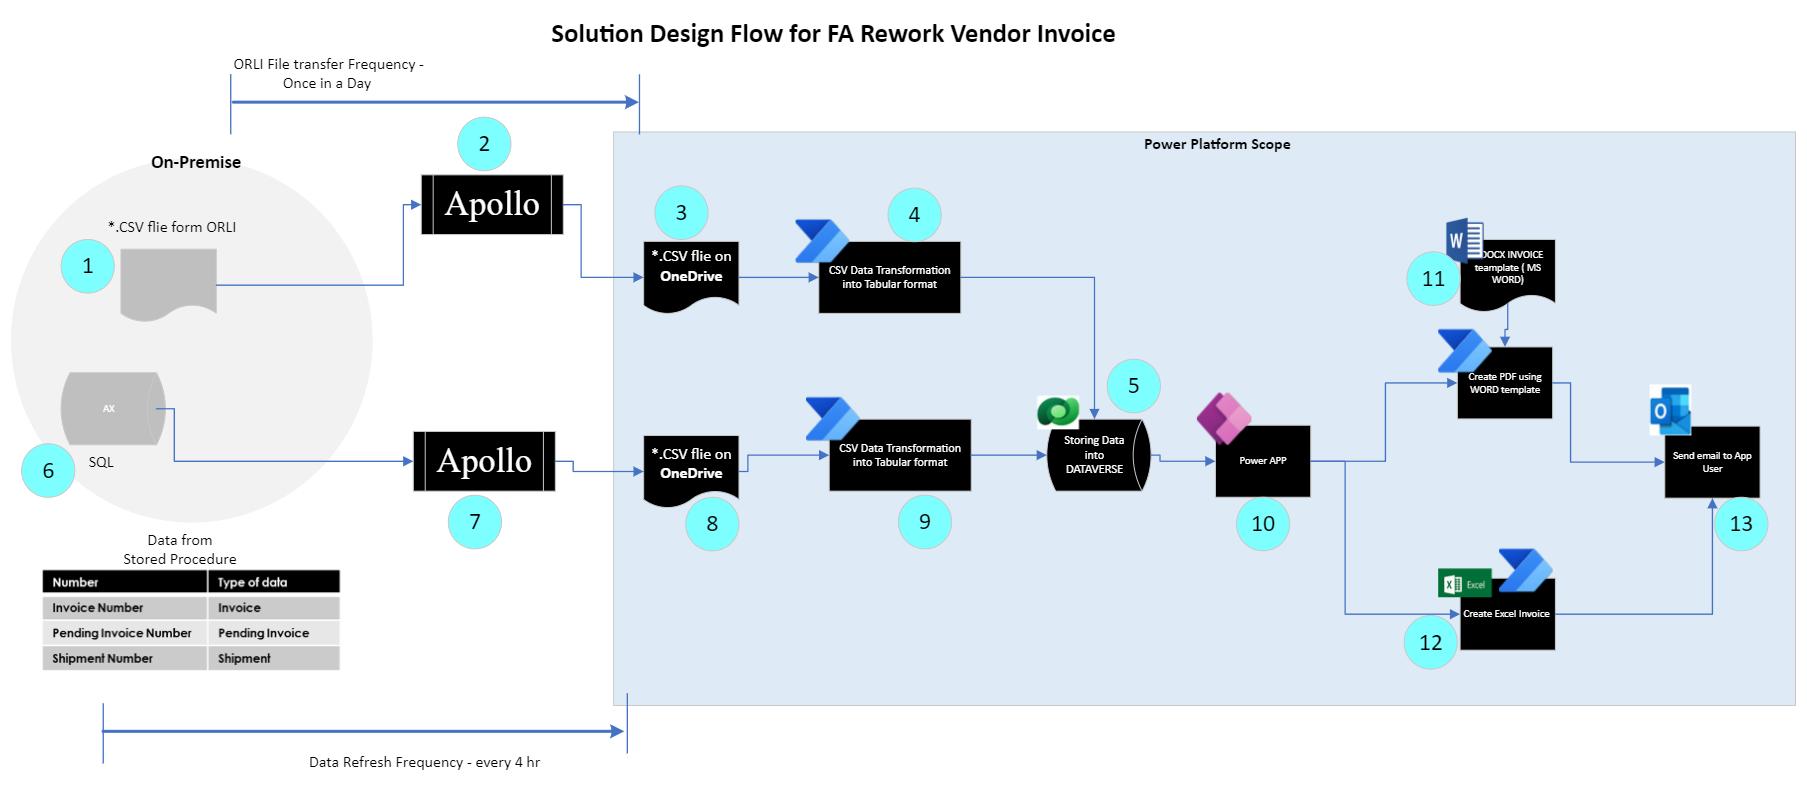 Solution Design Flow for FA Rework Vendor Invoice
ORLI File transfer Frequency -
Once in a Day
Power Platform Scope
On-Premise
*.CSV flie form ORLI
1
2
Apollo
3
*.CSV flie on
OneDrive
4
CSV Data Transformation
into Tabular format
5
Storing Data
into
DATAVERSE
AX
6
SQL
Apollo
7
*.CSV flie on
OneDrive
8
CSV Data Transformation
into Tabular format
9
Power APP
10
W
11
DOCX INVOICE
teamplate ( MS
WORD)
Create PDF using
WORD template
Excel
Create Excel Invoice
12
O
Send email to App
User
13
Data from
Stored Procedure
Number Type of data
Invoice Number Invoice
Pending Invoice Number Pending Invoice
Shipment Number Shipment
Data Refresh Frequency - every 4 hr